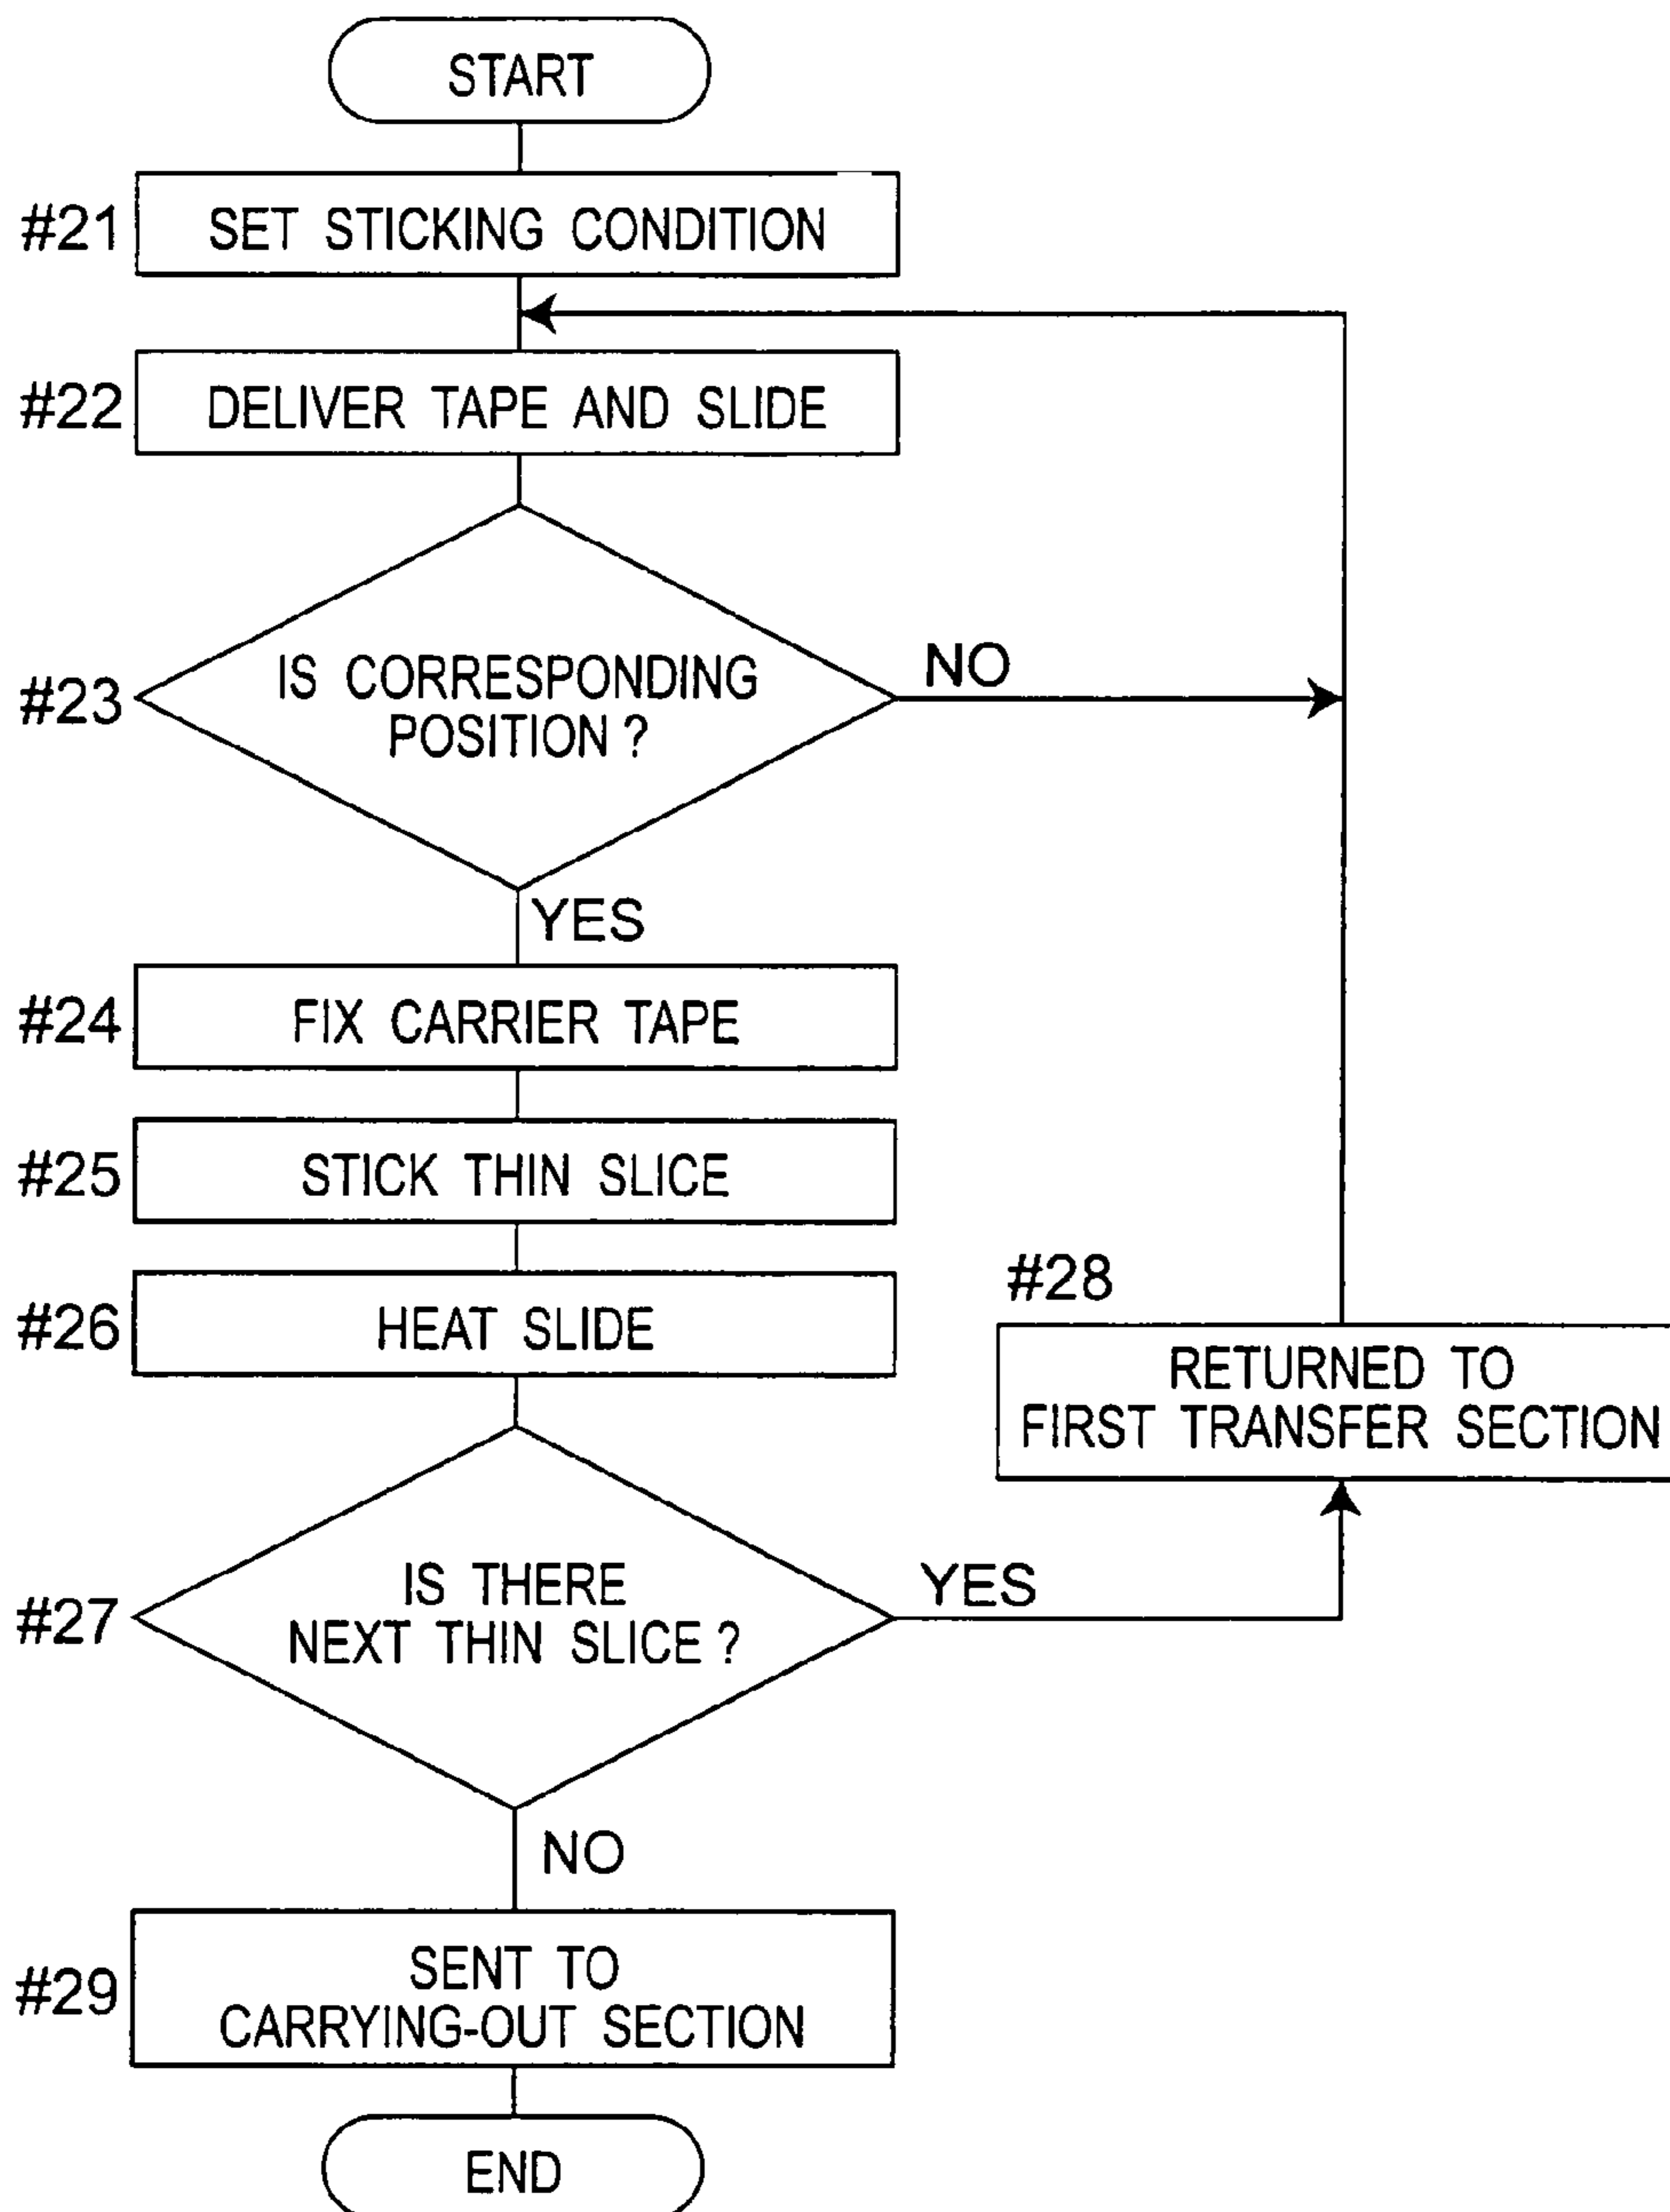 START
#21
SET STICKING CONDITION
#22
DELIVER TAPE AND SLIDE
#23
IS CORRESPONDING
POSITION ?
NO
YES
#24
FIX CARRIER TAPE
#25
STICK THIN SLICE
#26
HEAT SLIDE
#28
RETURNED TO
FIRST TRANSFER SECTION
#27
IS THERE
NEXT THIN SLICE ?
YES
NO
#29
SENT TO
CARRYING-OUT SECTION
END